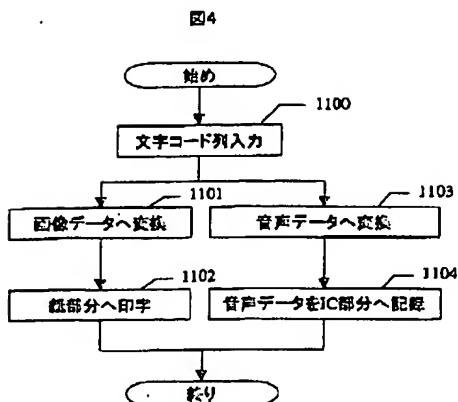 図4
始め
1100
文字コード列入力
1101
画像データへ変換
1103
音声データへ変換
1102
紙部分へ印字
1104
音声データをIC部分へ記録
終り